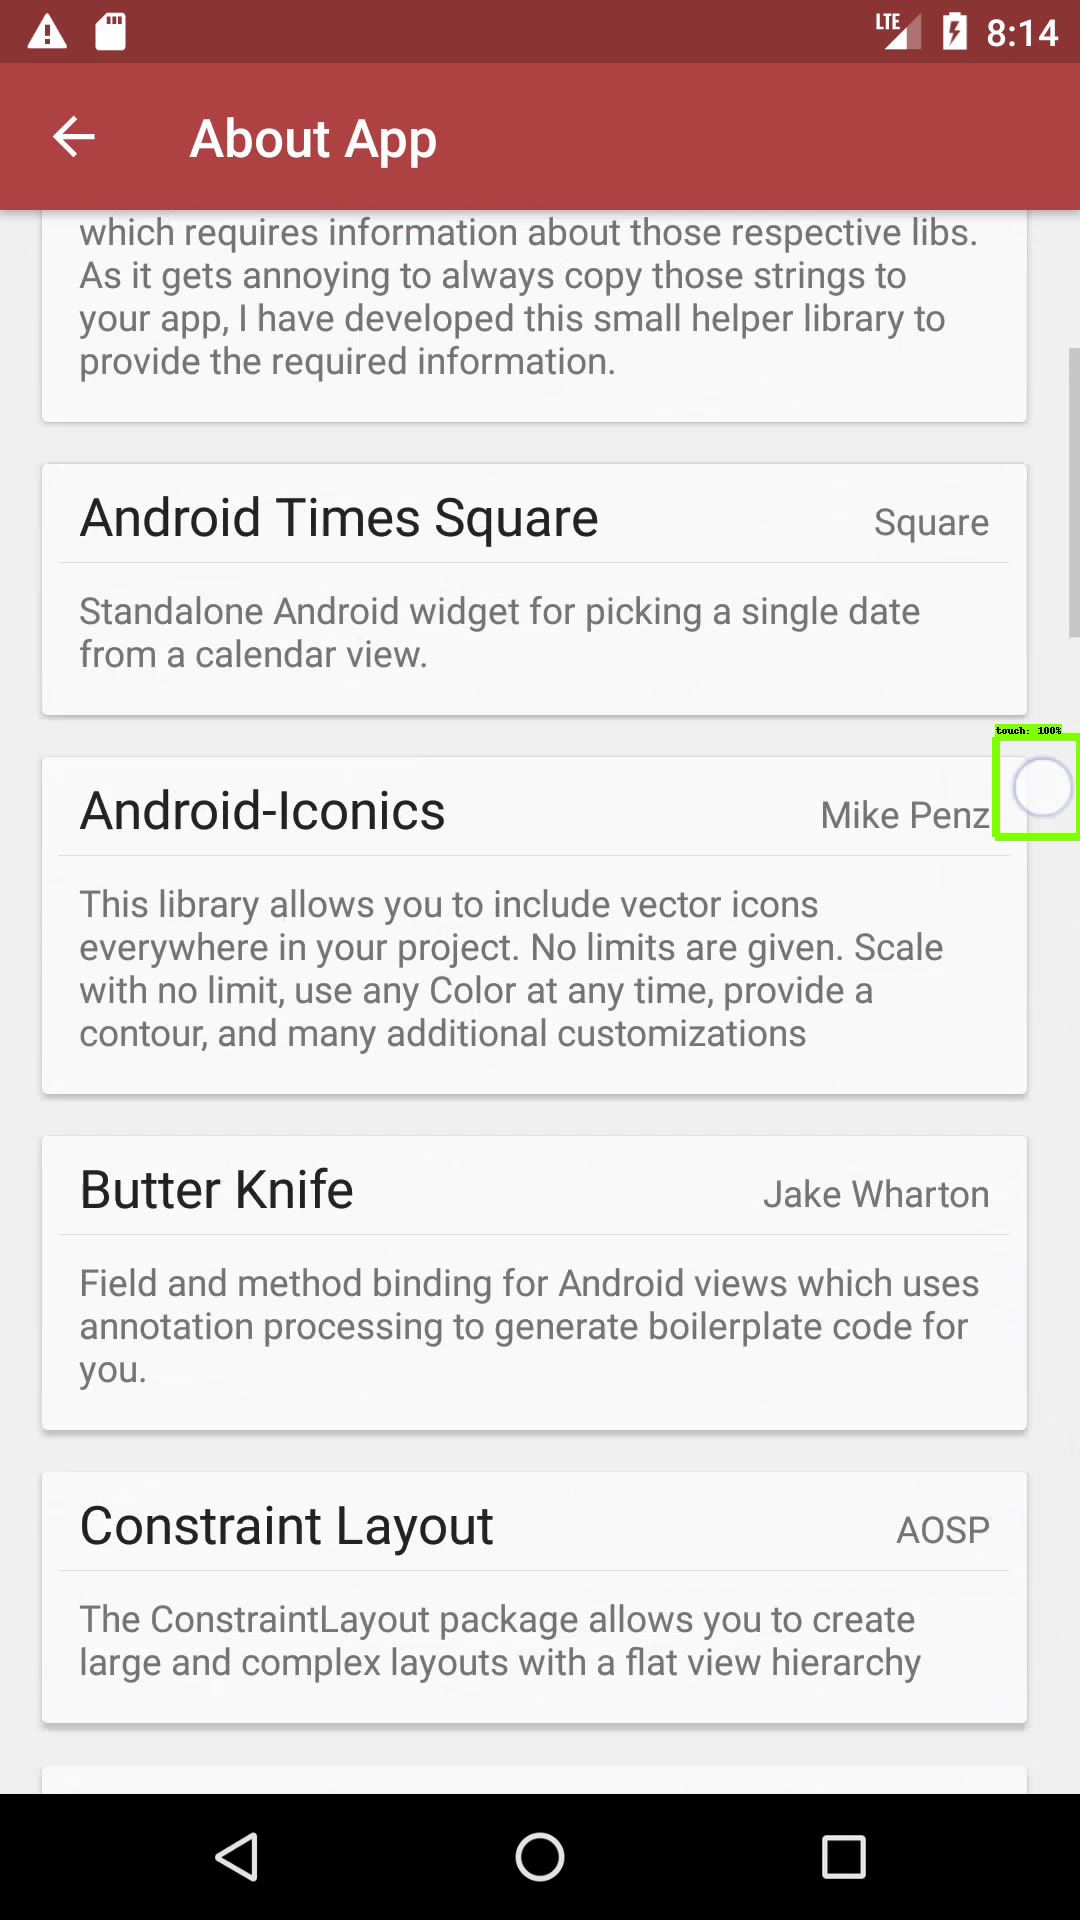 LTE 8:14
About App
which requires information about those respective libs.
As it gets annoying to always copy those strings to
your app, I have developed this small helper library to
provide the required information.
Android Times Square Square
Standalone Android widget for picking a single date
from a calendar view.
touch: 100%
Android-Iconics Mike Penz
This library allows you to include vector icons
everywhere in your project. No limits are given. Scale
with no limit, use any Color at any time, provide a
contour, and many additional customizations
Butter Knife Jake Wharton
Field and method binding for Android views which uses
annotation processing to generate boilerplate code for
you.
Constraint Layout AOSP
The ConstraintLayout package allows you to create
large and complex layouts with a flat view hierarchy